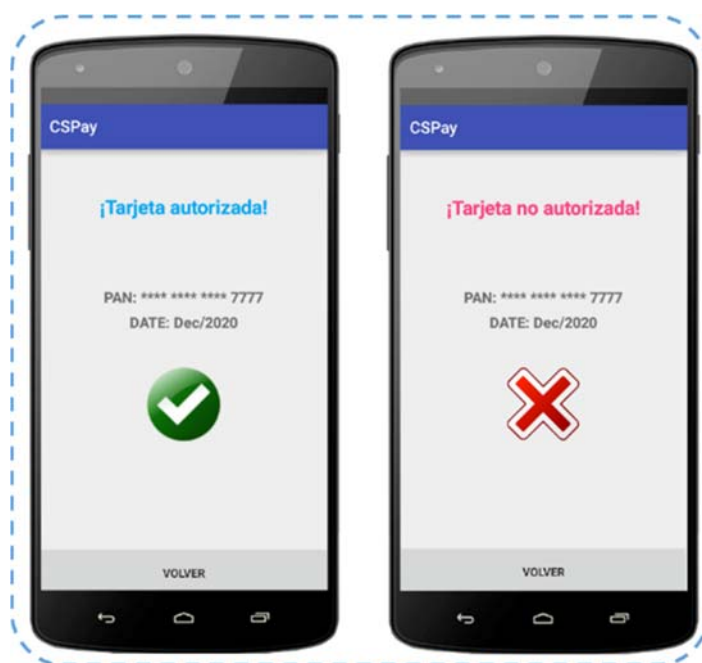 CSPay
¡Tarjeta autorizada!
PAN: **** **** **** 7777
DATE: Dec/2020
VOLVER
CSPay
¡Tarjeta no autorizada!
PAN: **** **** **** 7777
DATE: Dec/2020
VOLVER